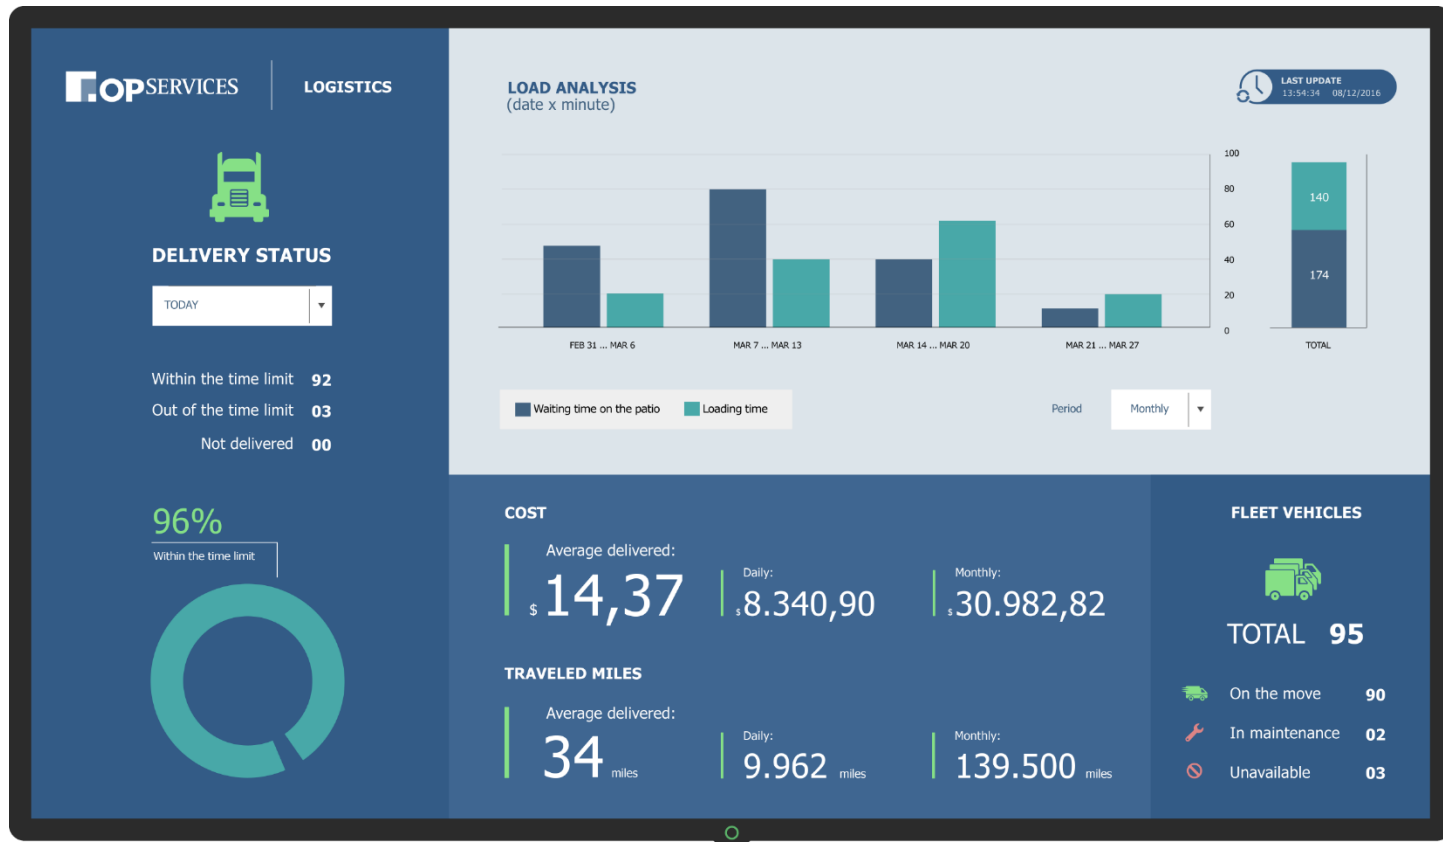 OPSERVICES
LOGISTICS
DELIVERY STATUS
TODAY
Within the time limit 92
Out of the time limit 03
Not delivered 00
96%
Within the time limit
LOAD ANALYSIS
(date x minute)
LAST UPDATE
13:54:34 08/12/2016
100
80
60
40
20
0
FEB 31 ... MAR 6
MAR 7 ... MAR 13
MAR 14 ... MAR 20
MAR 21 ... MAR 27
140
174
TOTAL
Waiting time on the patio
Loading time
Period
Monthly
COST
Average delivered:
$ 14,37
Daily:
$ 8.340,90
Monthly:
$ 30.982,82
TRAVELED MILES
Average delivered:
34 miles
Daily:
9.962 miles
Monthly:
139.500 miles
FLEET VEHICLES
TOTAL 95
On the move 90
In maintenance 02
Unavailable 03